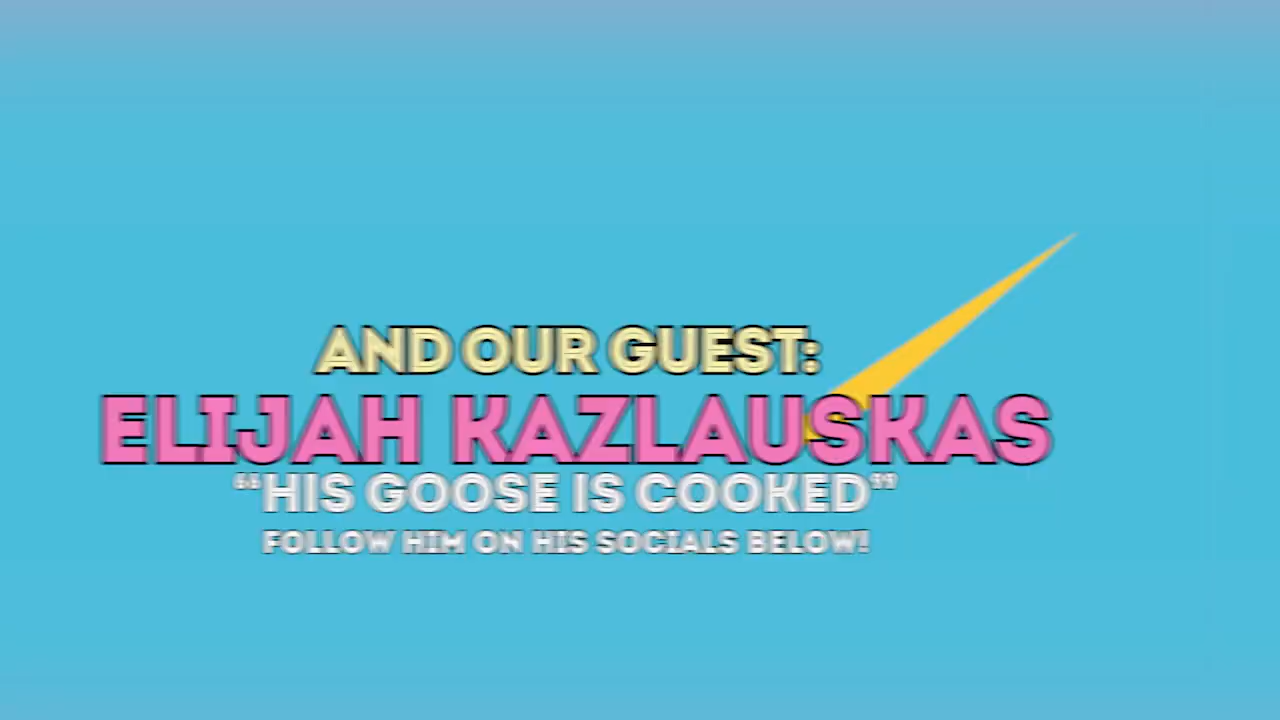 AND OUR GUEST:
ELIJAH KAZLAUSKAS
“HIS GOOSE IS COOKED”
FOLLOW HIM ON HIS SOCIALS BELOW!